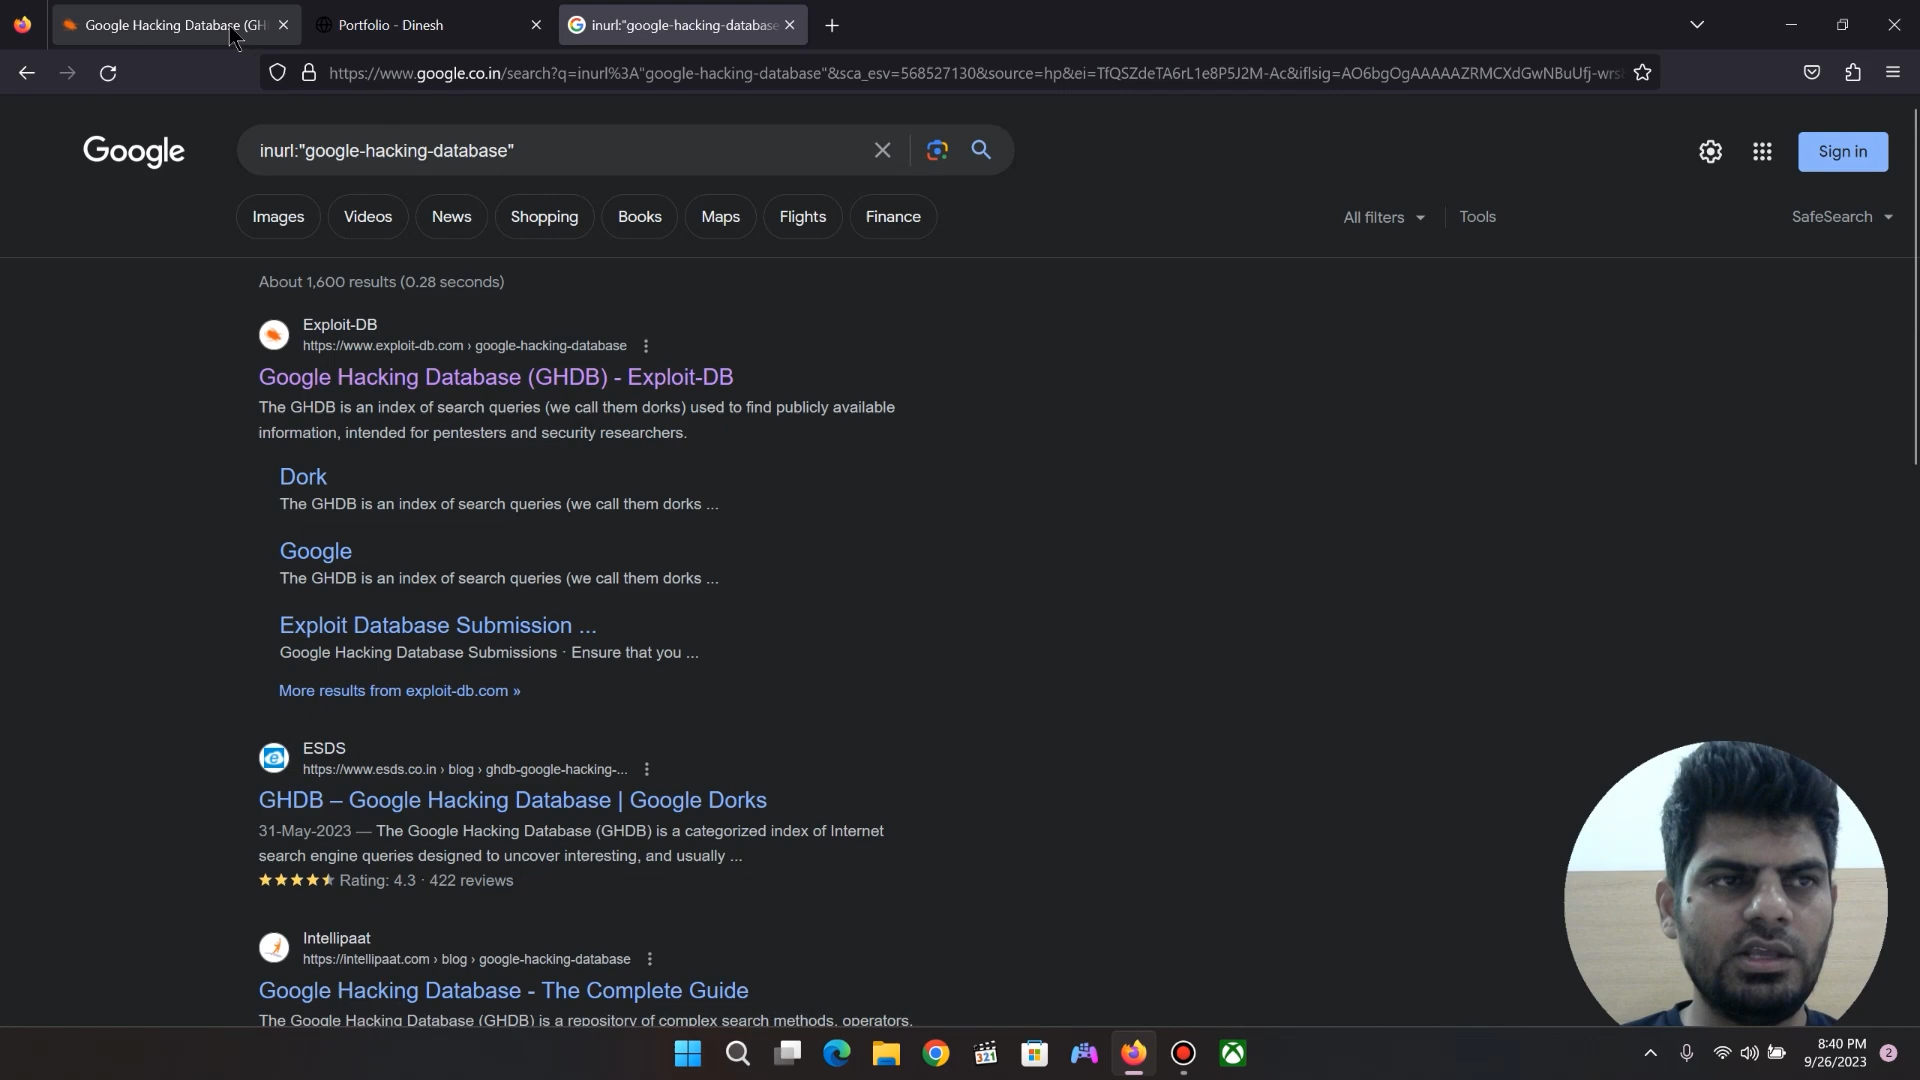 Google Hacking Database (GH
Portfolio - Dinesh
inurl:"google-hacking-database
https://www.google.co.in/search?q=inurl%3A"google-hacking-database"&sca_esv=568527130&source=hp&ei=TfQSZdeTA6rL1e8P5J2M-Ac&iflsig=AO6bgOgAAAAAZRMCXdGwNBuUfj-wrs
Google
inurl:"google-hacking-database"
Sign in
Images
Videos
News
Shopping
Books
Maps
Flights
Finance
All filters
Tools
SafeSearch
About 1,600 results (0.28 seconds)
Exploit-DB
https://www.exploit-db.com › google-hacking-database
Google Hacking Database (GHDB) - Exploit-DB
The GHDB is an index of search queries (we call them dorks) used to find publicly available
information, intended for pentesters and security researchers.
Dork
The GHDB is an index of search queries (we call them dorks ...
Google
The GHDB is an index of search queries (we call them dorks ...
Exploit Database Submission ...
Google Hacking Database Submissions · Ensure that you ...
More results from exploit-db.com »
ESDS
https://www.esds.co.in › blog › ghdb-google-hacking-...
GHDB – Google Hacking Database | Google Dorks
31-May-2023 — The Google Hacking Database (GHDB) is a categorized index of Internet
search engine queries designed to uncover interesting, and usually ...
Rating: 4.3 · 422 reviews
Intellipaat
https://intellipaat.com › blog › google-hacking-database
Google Hacking Database - The Complete Guide
The Google Hacking Database (GHDB) is a repository of complex search methods, operators,
321
8:40 PM
9/26/2023
2